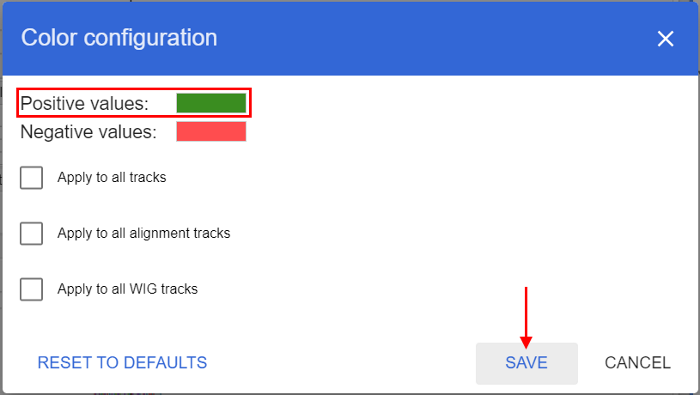 Color configuration
Positive values:
Negative values:
Apply to all tracks
Apply to all alignment tracks
Apply to all WIG tracks
RESET TO DEFAULTS SAVE CANCEL